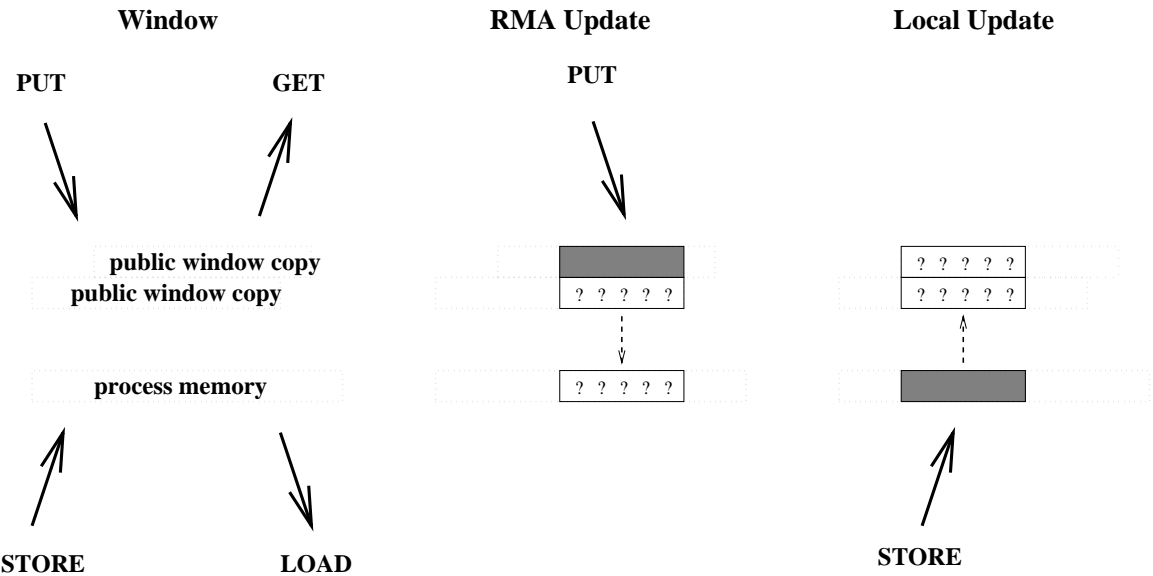 Window RMA Update Local Update
PUT GET PUT
public window copy ? ? ? ? ?
public window copy ? ? ? ? ? ? ? ? ? ?
process memory ? ? ? ? ?
STORE LOAD STORE